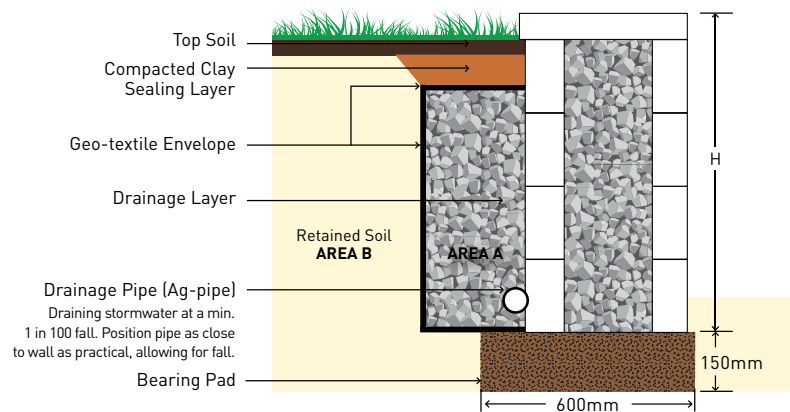 Top Soil
Compacted Clay
Sealing Layer
Geo-textile Envelope
Drainage Layer
Retained Soil
AREA B
AREA A
Drainage Pipe (Ag-pipe)
Draining stormwater at a min.
1 in 100 fall. Position pipe as close
to wall as practical, allowing for fall.
Bearing Pad
H
150mm
600mm